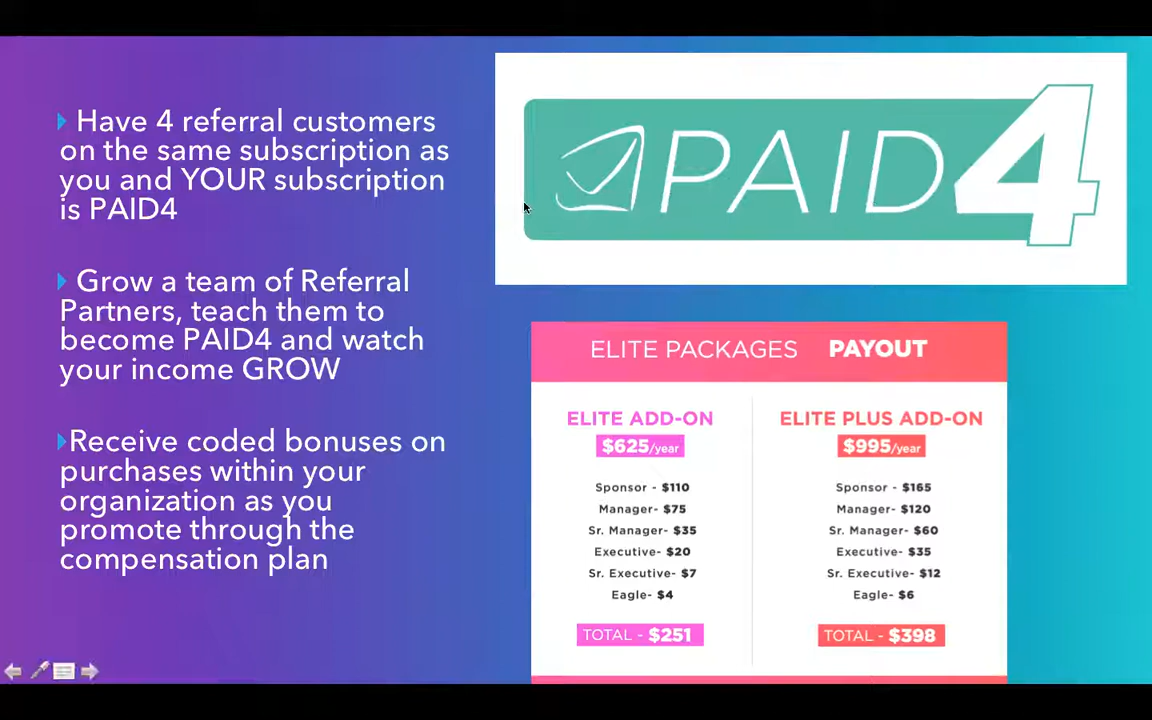 Have 4 referral customers
on the same subscription as
you and YOUR subscription
is PAID4
Grow a team of Referral
Partners, teach them to
become PAID4 and watch
your income GROW
Receive coded bonuses on
purchases within your
organization as you
promote through the
compensation plan
PAID4
ELITE PACKAGES PAYOUT
ELITE ADD-ON
$625/year
Sponsor - $110
Manager- $75
Sr. Manager- $35
Executive- $20
Sr. Executive- $7
Eagle- $4
TOTAL - $251
ELITE PLUS ADD-ON
$995/year
Sponsor - $165
Manager- $120
Sr. Manager- $60
Executive- $35
Sr. Executive- $12
Eagle- $6
TOTAL - $398